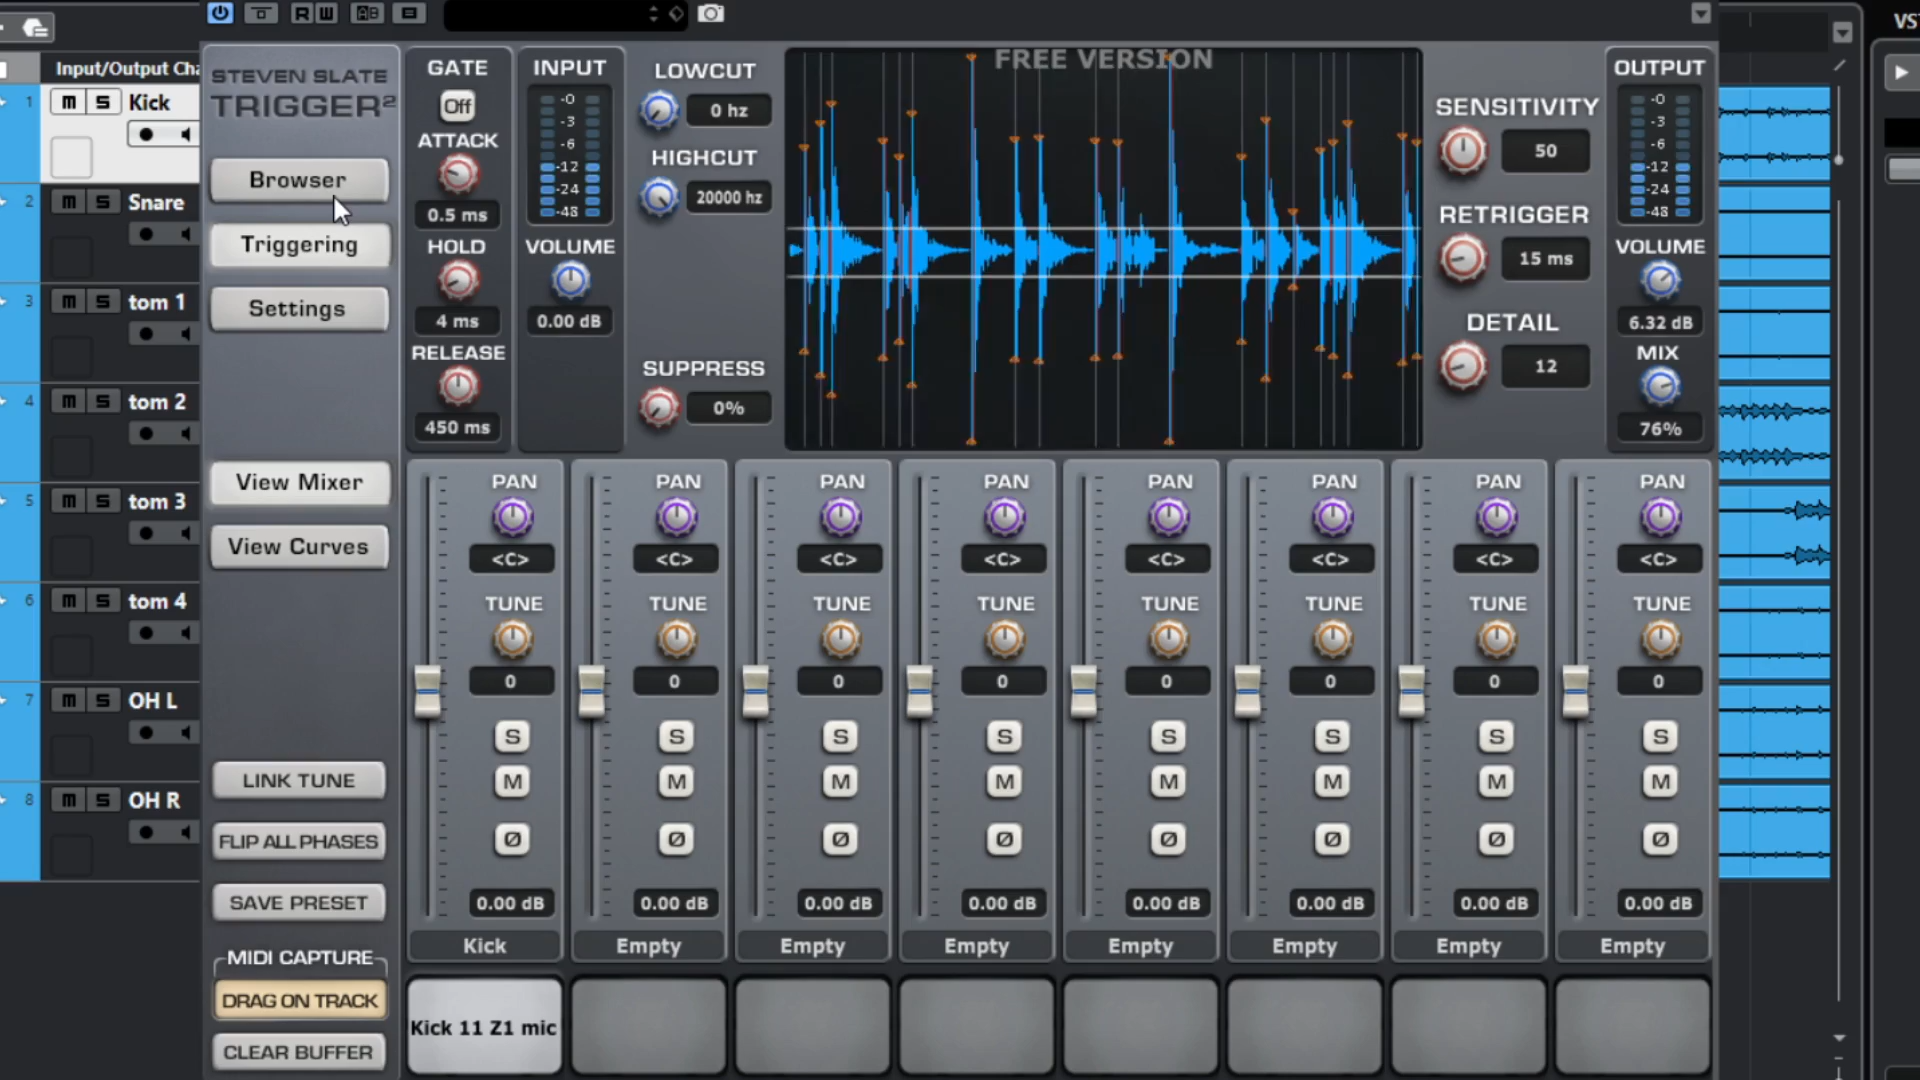 R W AB
VS
Input/Output Cha
1 M S Kick
2 M S Snare
3 M S tom 1
4 M S tom 2
5 M S tom 3
6 M S tom 4
7 M S OH L
8 M S OH R
STEVEN SLATE
TRIGGER²
Browser
Triggering
Settings
View Mixer
View Curves
LINK TUNE
FLIP ALL PHASES
SAVE PRESET
MIDI CAPTURE
DRAG ON TRACK
CLEAR BUFFER
GATE
Off
ATTACK
0.5 ms
HOLD
4 ms
RELEASE
450 ms
INPUT
-0
-3
-6
-12
-24
-48
VOLUME
0.00 dB
LOWCUT
0 hz
HIGHCUT
20000 hz
SUPPRESS
0%
FREE VERSION
SENSITIVITY
50
RETRIGGER
15 ms
DETAIL
12
OUTPUT
-0
-3
-6
-12
-24
-48
VOLUME
6.32 dB
MIX
76%
PAN PAN PAN PAN PAN PAN PAN PAN
<C> <C> <C> <C> <C> <C> <C> <C>
TUNE TUNE TUNE TUNE TUNE TUNE TUNE TUNE
0 0 0 0 0 0 0 0
S S S S S S S S
M M M M M M M M
Ø Ø Ø Ø Ø Ø Ø Ø
0.00 dB 0.00 dB 0.00 dB 0.00 dB 0.00 dB 0.00 dB 0.00 dB 0.00 dB
Kick Empty Empty Empty Empty Empty Empty Empty
Kick 11 Z1 mic